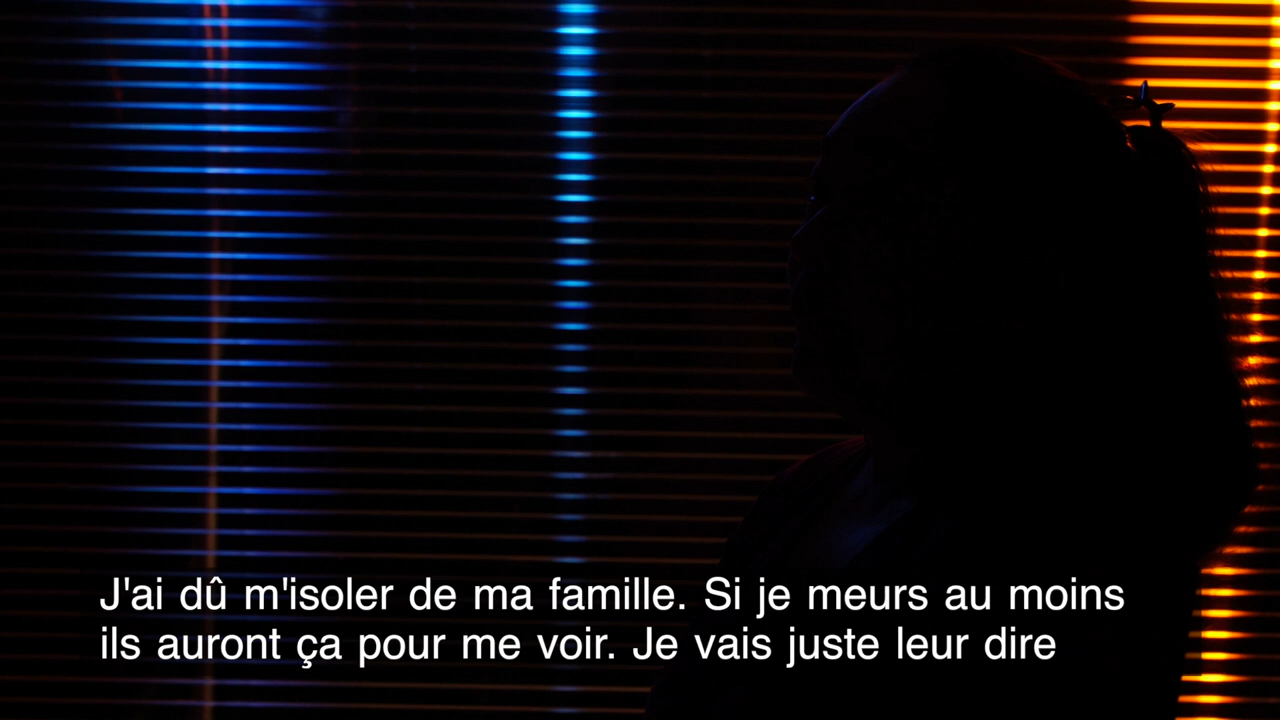 J'ai dû m'isoler de ma famille. Si je meurs au moins
ils auront ça pour me voir. Je vais juste leur dire